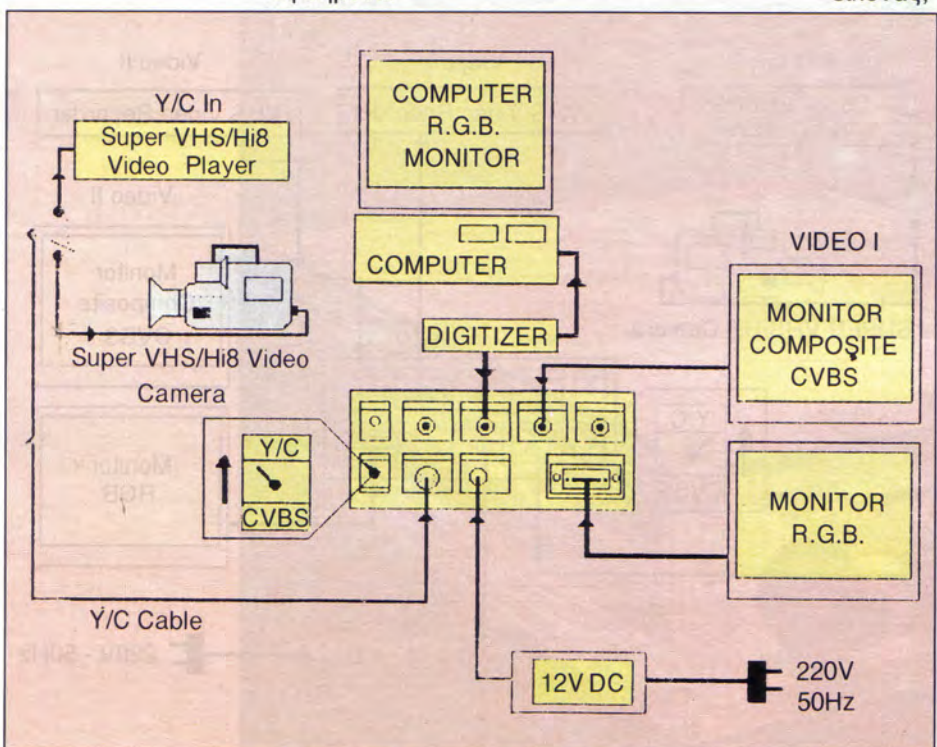 Y/C In
Super VHS/Hi8
Video Player
COMPUTER
R.G.B.
MONITOR
COMPUTER
DIGITIZER
Super VHS/Hi8 Video
Camera
VIDEO I
MONITOR
COMPOSITE
CVBS
Y/C
CVBS
MONITOR
R.G.B.
Y/C Cable
12V DC
220V
50Hz